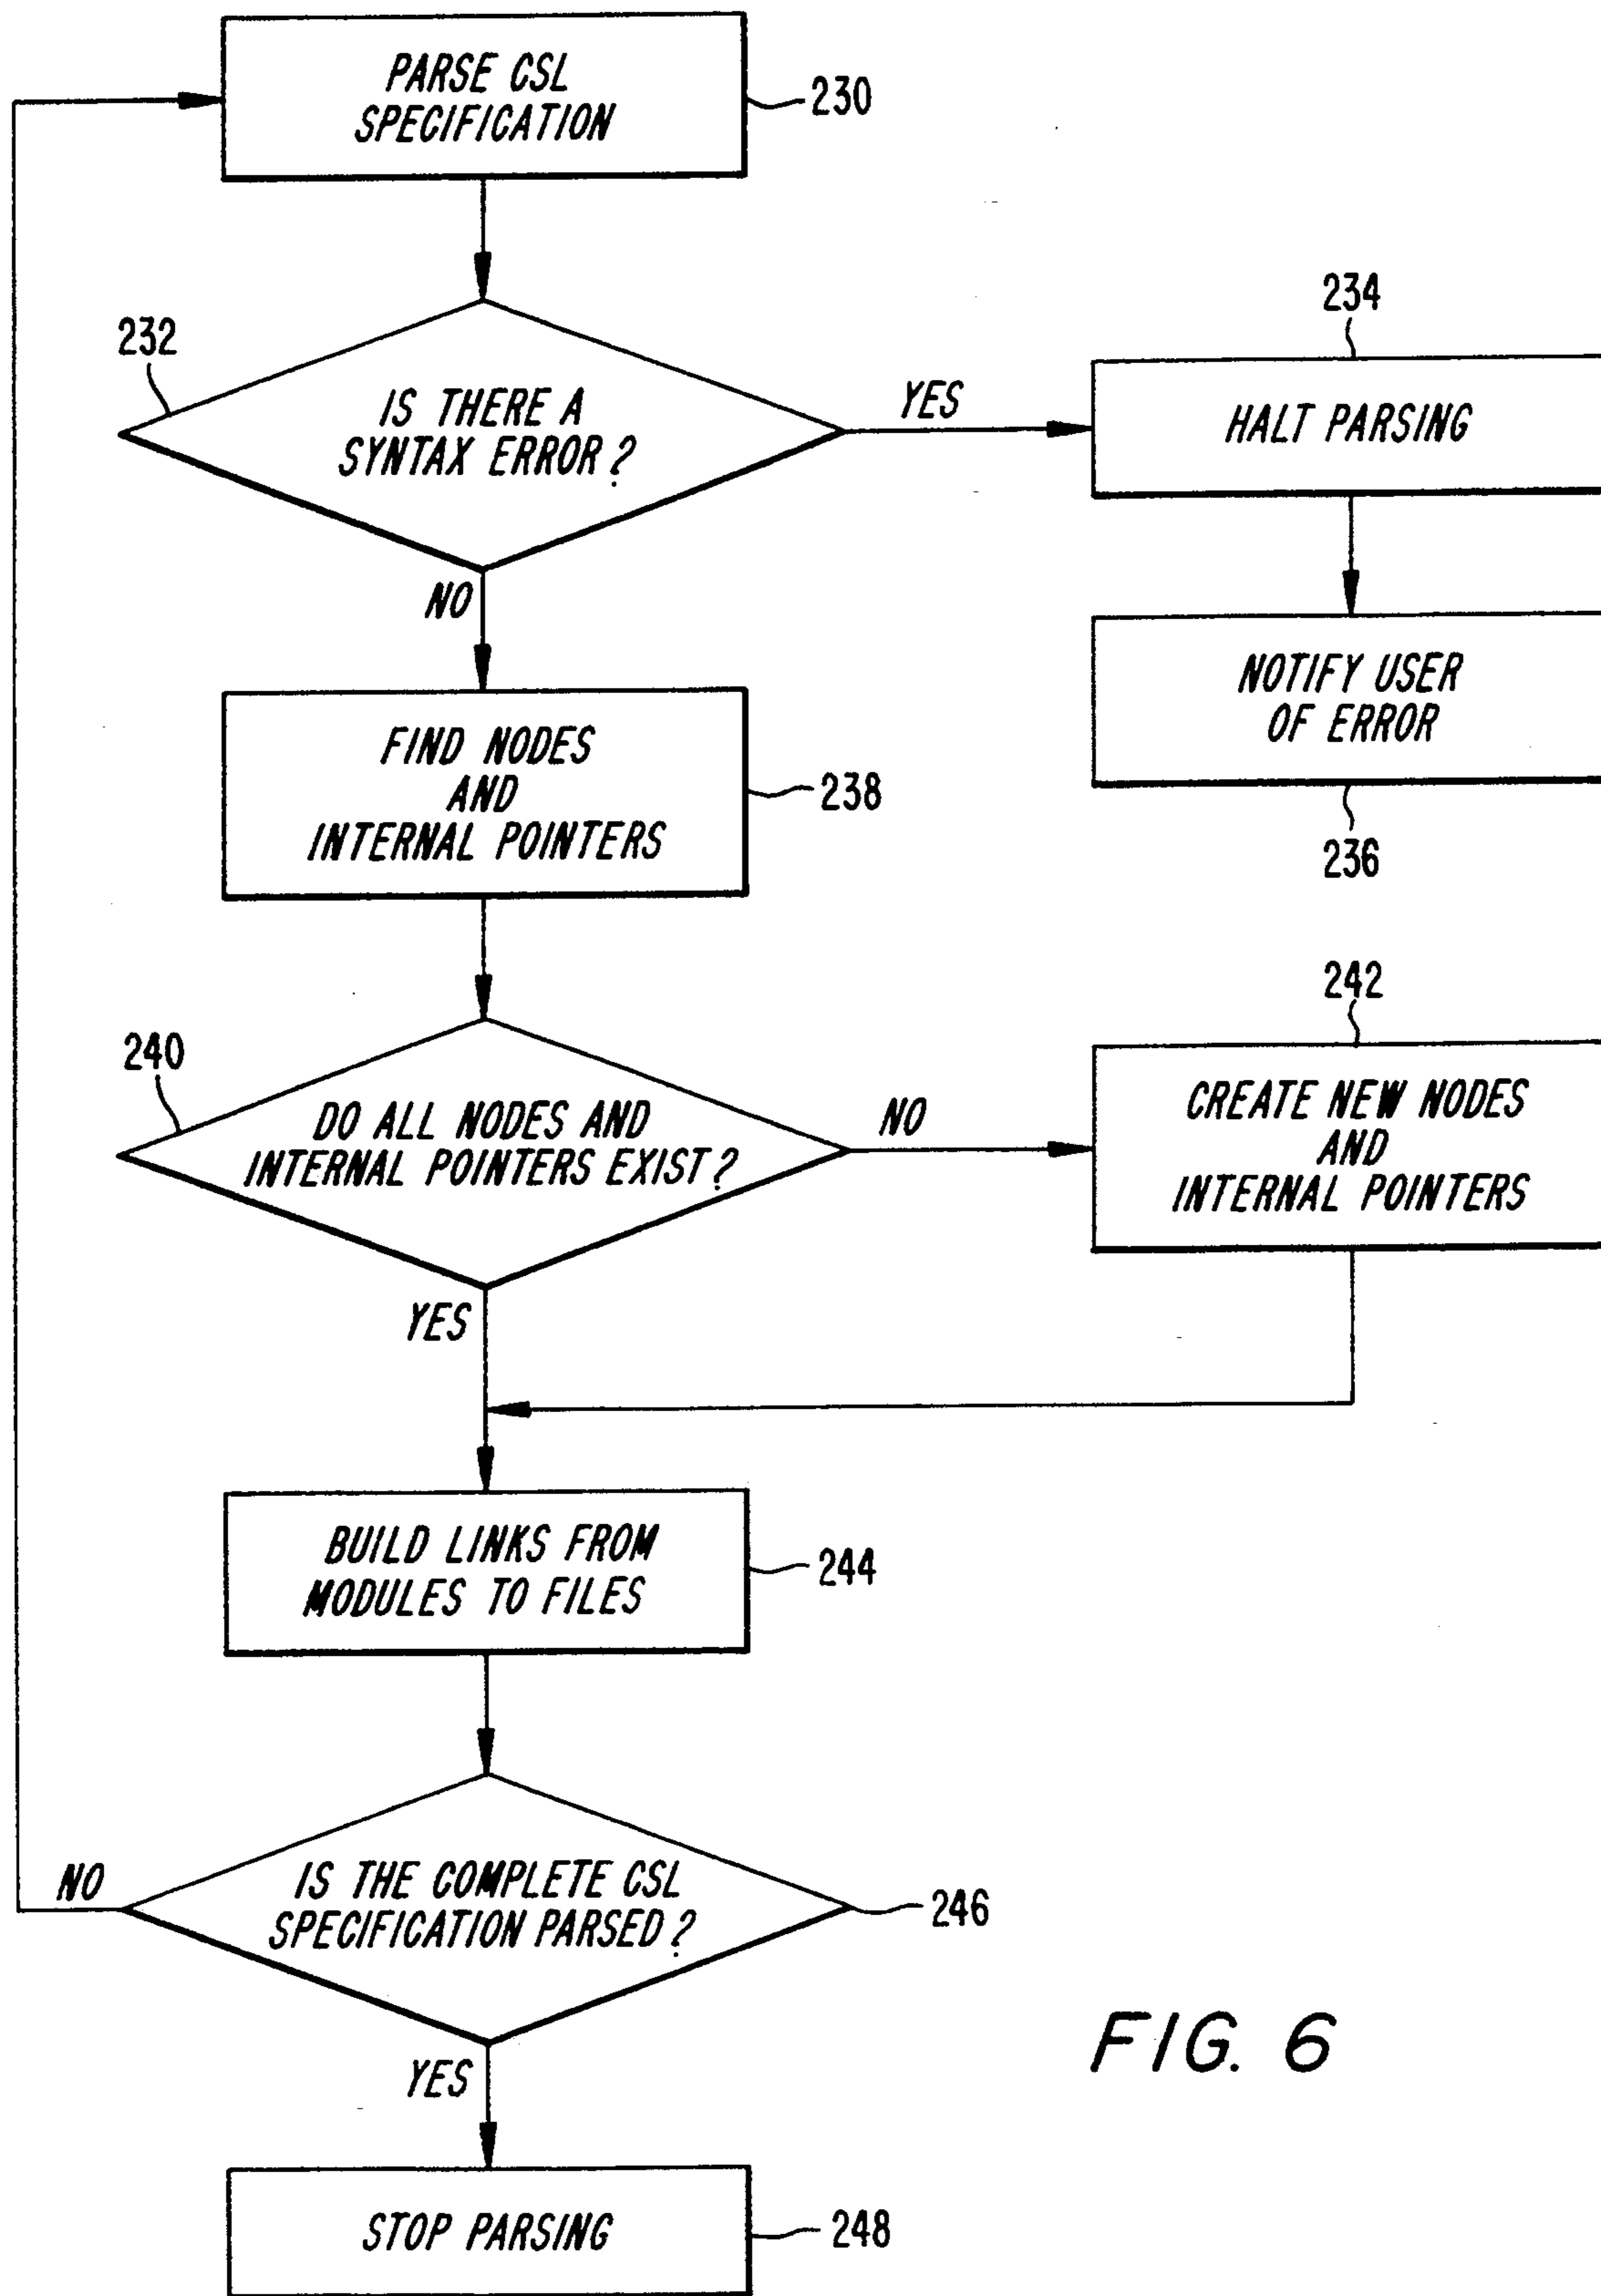 PARSE CSL
SPECIFICATION
230
232
IS THERE A
SYNTAX ERROR?
YES
234
HALT PARSING
NO
NOTIFY USER
OF ERROR
236
FIND NODES
AND
INTERNAL POINTERS
238
240
DO ALL NODES AND
INTERNAL POINTERS EXIST?
NO
242
CREATE NEW NODES
AND
INTERNAL POINTERS
YES
BUILD LINKS FROM
MODULES TO FILES
244
NO
IS THE COMPLETE CSL
SPECIFICATION PARSED?
246
YES
STOP PARSING
248
FIG. 6